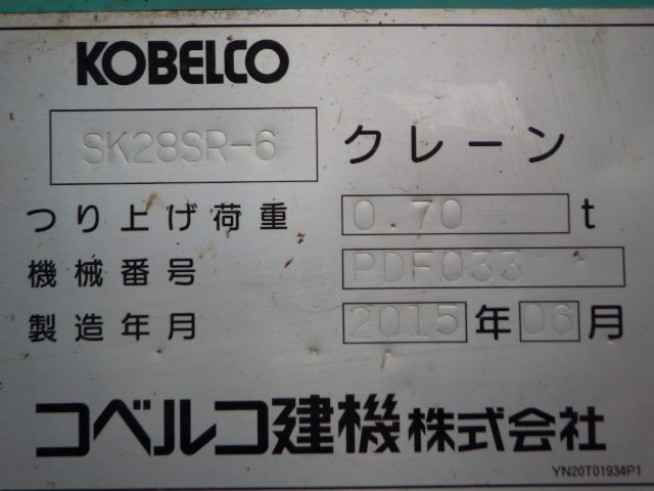 KOBELCO
SK28SR-6 クレーン
つり上げ荷重 0.70 t
機械番号 PDF033
製造年月 2015年06月
コベルコ建機株式会社
YN20T01934P1